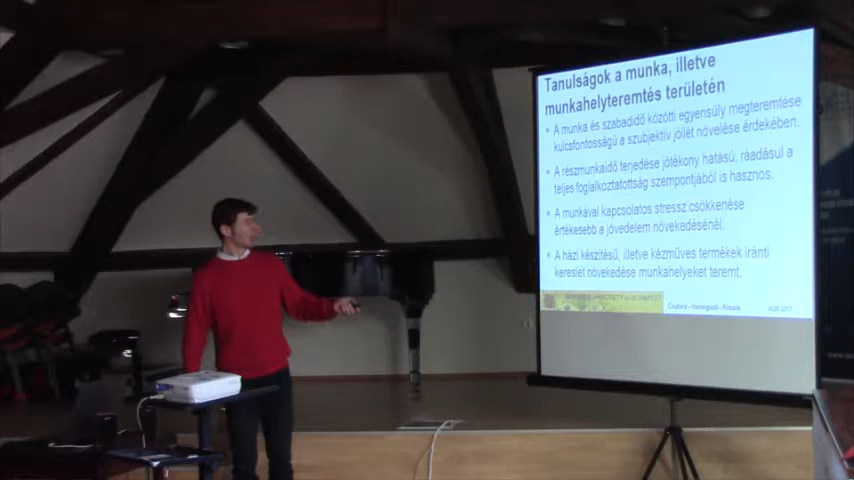 Tanulságok a munka, illetve
munkahelyteremtés területén
A munka és szabadidő közötti egyensúly megteremtése
kulcsfontosságú a szubjektív jóllét növelése érdekében.
A részmunkaidő terjedése jótékony hatású, ráadásul a
teljes foglalkoztatottság szempontjából is hasznos.
A munkával kapcsolatos stressz csökkenése
értékesebb a jövedelem növekedésénél.
A házi készítésű, illetve kézműves termékek iránti
kereslet növekedése munkahelyeket teremt.